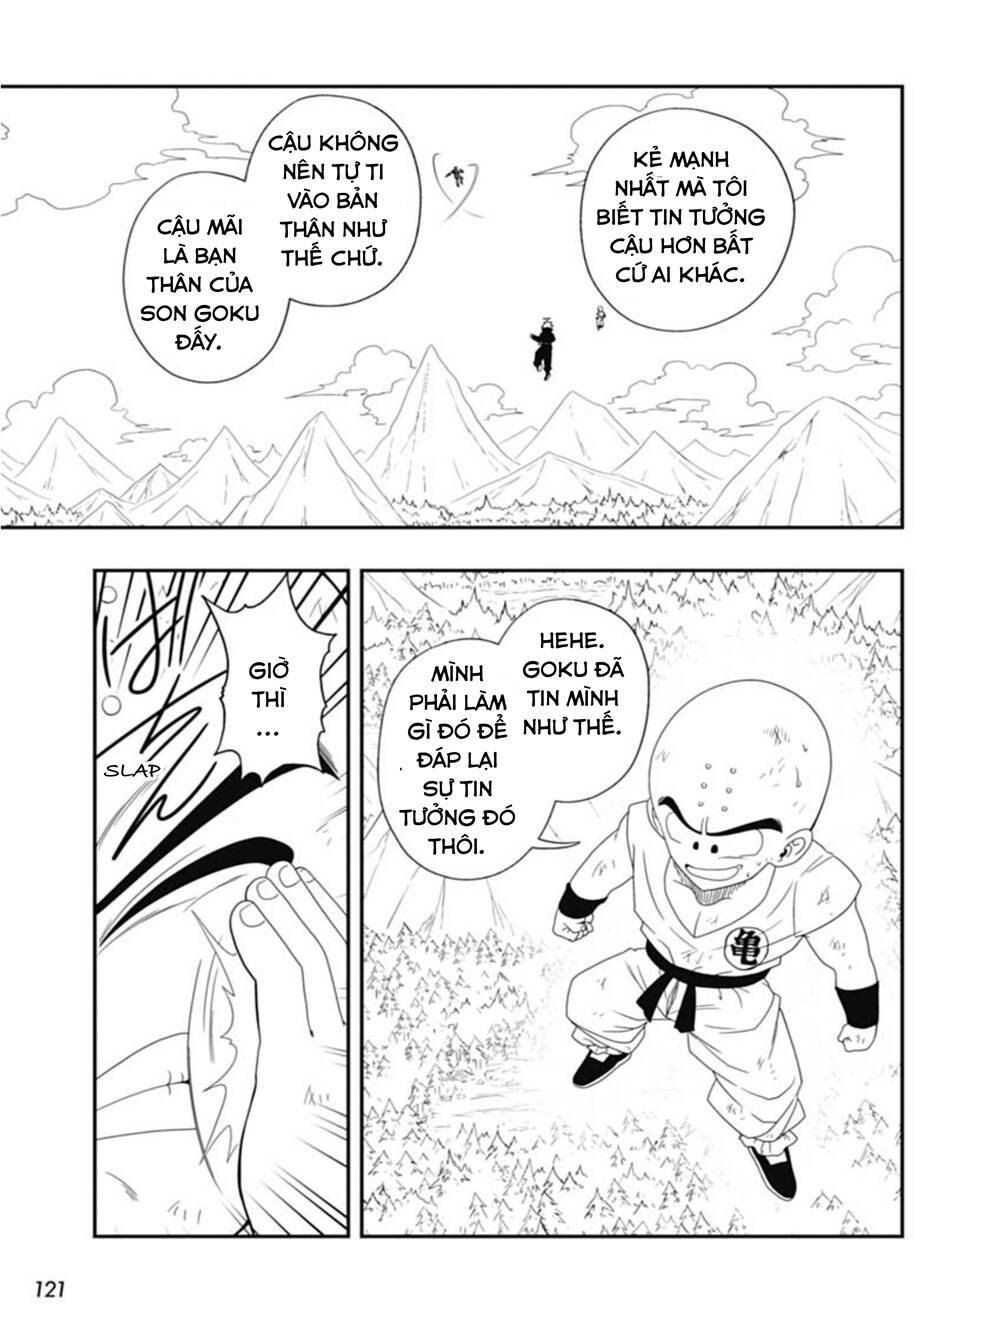 KẺ MẠNH
NHẤT MÀ TÔI
BIẾT TIN TƯỞNG
CẬU HƠN BẤT
CỨ AI KHÁC.
CẬU KHÔNG
NÊN TỰ TI
VÀO BẢN
THÂN NHƯ
THẾ CHỨ.
CẬU MÃI
LÀ BẠN
THÂN CỦA
SON GOKU
ĐẤY.
HEHE.
GOKU ĐÃ
TIN MÌNH
NHƯ THẾ.
MÌNH
PHẢI LÀM
GÌ ĐÓ ĐỂ
ĐÁP LẠI
SỰ TIN
TƯỞNG ĐÓ
THÔI.
亀
GIỜ
THÌ
...
SLAP
121